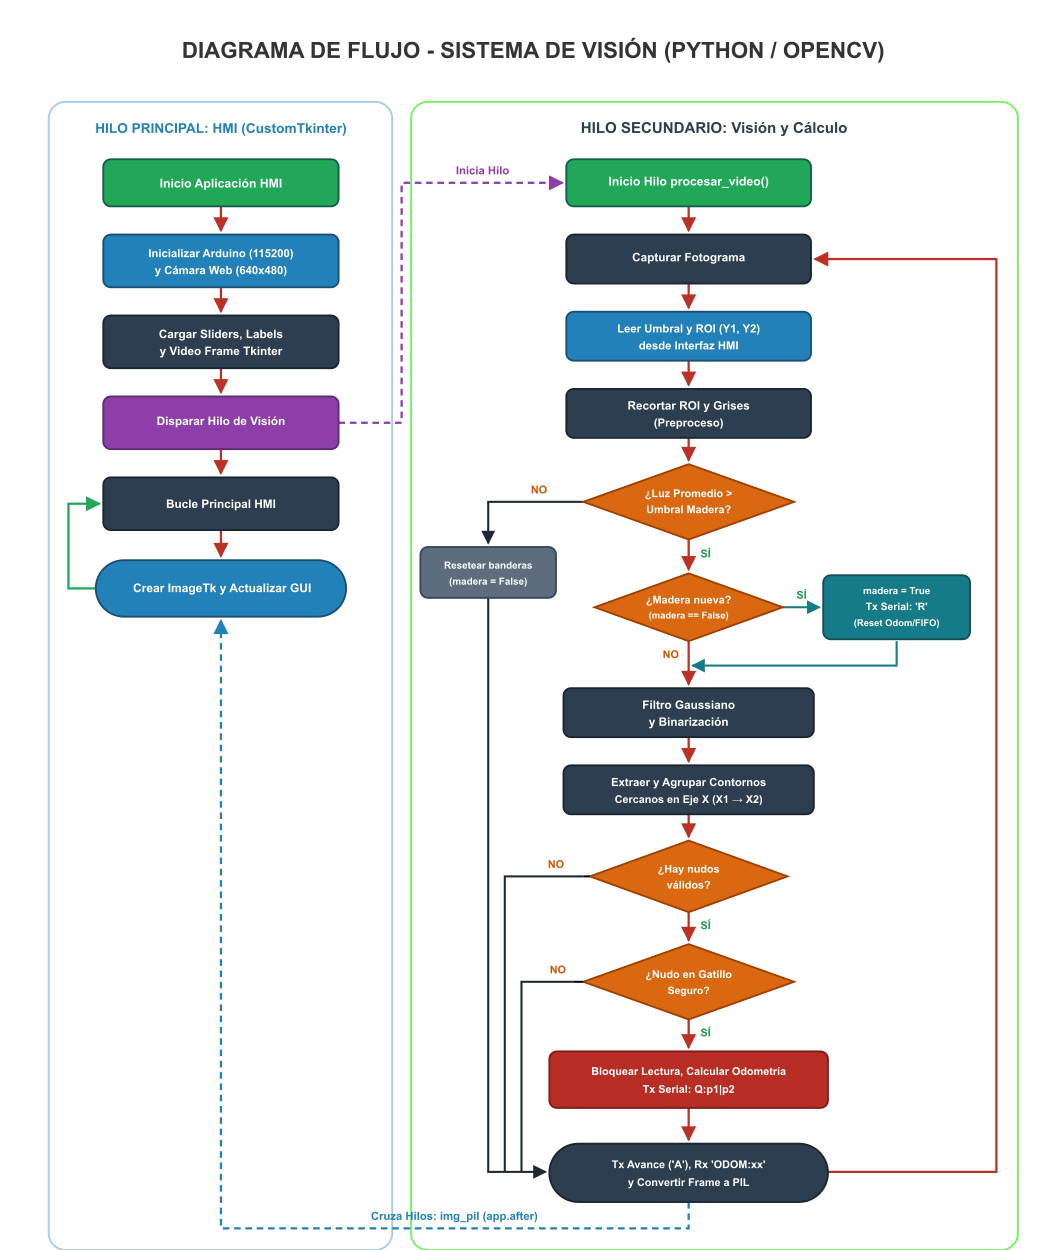 DIAGRAMA DE FLUJO - SISTEMA DE VISIÓN (PYTHON / OPENCV)
HILO PRINCIPAL: HMI (CustomTkinter)
Inicio Aplicación HMI
Inicializar Arduino (115200)
y Cámara Web (640x480)
Cargar Sliders, Labels
y Video Frame Tkinter
Disparar Hilo de Visión
Bucle Principal HMI
Crear ImageTk y Actualizar GUI
Inicia Hilo
HILO SECUNDARIO: Visión y Cálculo
Inicio Hilo procesar_video()
Capturar Fotograma
Leer Umbral y ROI (Y1, Y2)
desde Interfaz HMI
Recortar ROI y Grises
(Preproceso)
¿Luz Promedio >
Umbral Madera?
NO
Resetear banderas
(madera = False)
SÍ
¿Madera nueva?
(madera == False)
SÍ
madera = True
Tx Serial: 'R'
(Reset Odom/FIFO)
NO
Filtro Gaussiano
y Binarización
Extraer y Agrupar Contornos
Cercanos en Eje X (X1 → X2)
¿Hay nudos
válidos?
NO
SÍ
¿Nudo en Gatillo
Seguro?
NO
SÍ
Bloquear Lectura, Calcular Odometría
Tx Serial: Q:p1|p2
Tx Avance ('A'), Rx 'ODOM:xx'
y Convertir Frame a PIL
Cruza Hilos: img_pil (app.after)